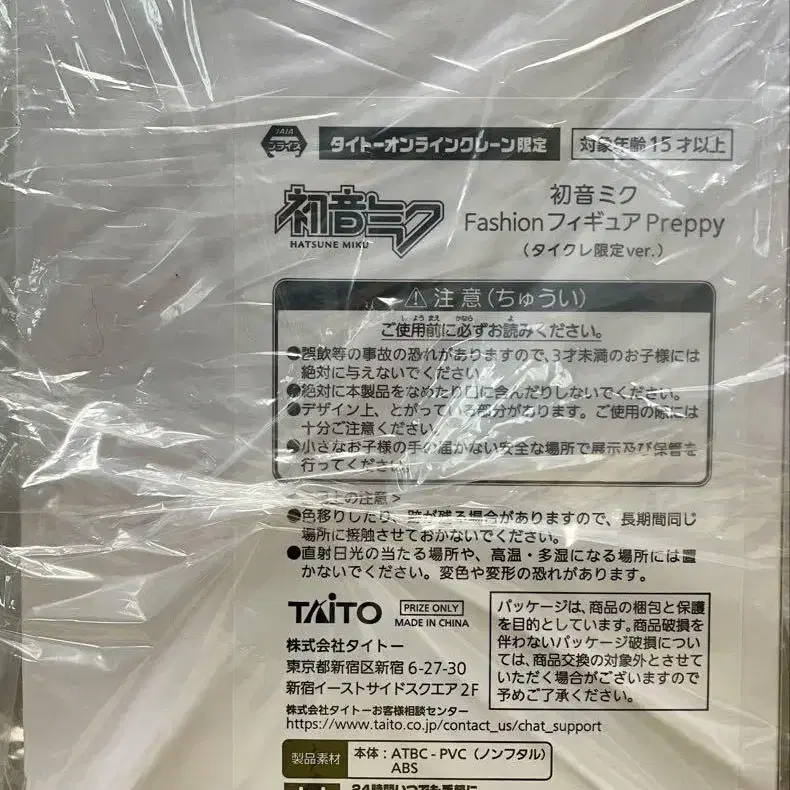 JAIA
プライズ
タイトーオンラインクレーン限定
対象年齢15才以上
初音ミク
HATSUNE MIKU
初音ミク
Fashionフィギュア Preppy
（タイクレ限定ver.）
注意（ちゅうい）
ご使用前に必ずお読みください。
●誤飲等の事故の恐れがありますので、3才未満のお子様には
絶対に与えないでください。
●絶対に本製品をなめたり口に含んだりしないでください。
●デザイン上、とがっている部分があります。ご使用の際には
十分ご注意ください。
●小さなお子様の手の届かない安全な場所で展示及び保管を
行ってください。
上の注意 >
●色移りしたり、跡が残る場合がありますので、長期間同じ
場所に接触させておかないでください。
●直射日光の当たる場所や、高温・多湿になる場所には置
かないでください。変色や変形の恐れがあります。
TAITO
PRIZE ONLY
MADE IN CHINA
株式会社タイトー
東京都新宿区新宿 6-27-30
新宿イーストサイドスクエア 2F
株式会社タイトーお客様相談センター
https://www.taito.co.jp/contact_us/chat_support
パッケージは、商品の梱包と保護
を目的としています。商品破損を
伴わないパッケージ破損につい
ては、商品交換の対象外とさせて
いただく場合がございますので
予めご了承ください。
製品素材
本体：ATBC-PVC（ノンフタル）
ABS
24時間いつでも手軽に